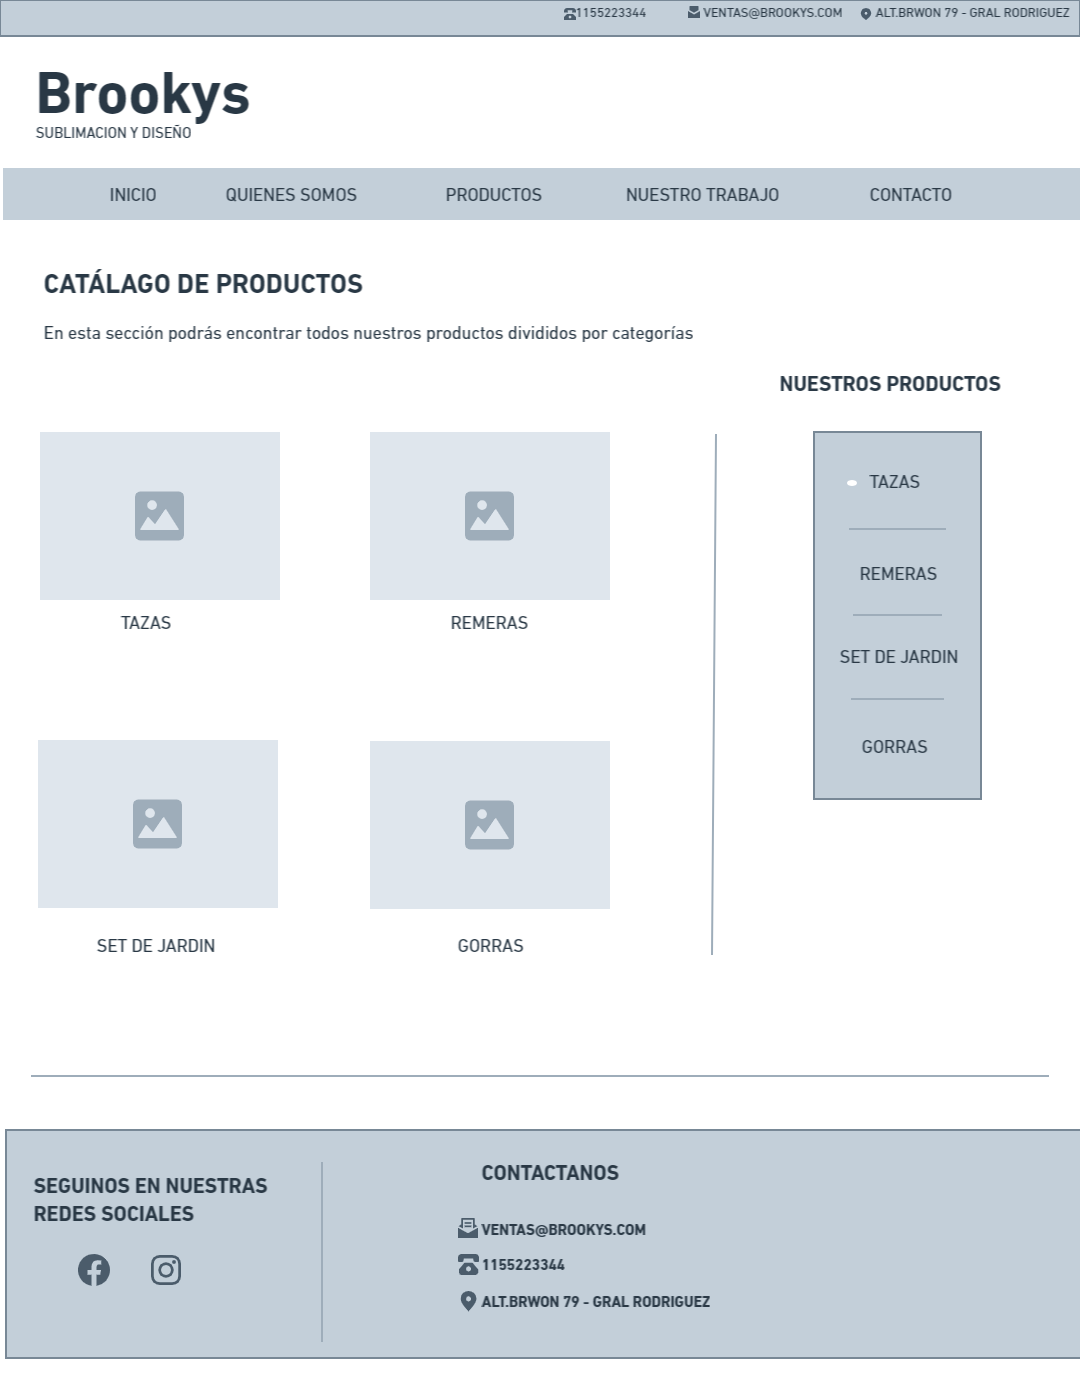 1155223344 VENTAS@BROOKYS.COM ALT.BRWON 79 - GRAL RODRIGUEZ
Brookys
SUBLIMACION Y DISEÑO
INICIO QUIENES SOMOS PRODUCTOS NUESTRO TRABAJO CONTACTO
CATÁLAGO DE PRODUCTOS
En esta sección podrás encontrar todos nuestros productos divididos por categorías
TAZAS REMERAS
SET DE JARDIN GORRAS
NUESTROS PRODUCTOS
TAZAS
REMERAS
SET DE JARDIN
GORRAS
SEGUINOS EN NUESTRAS
REDES SOCIALES
CONTACTANOS
VENTAS@BROOKYS.COM
1155223344
ALT.BRWON 79 - GRAL RODRIGUEZ